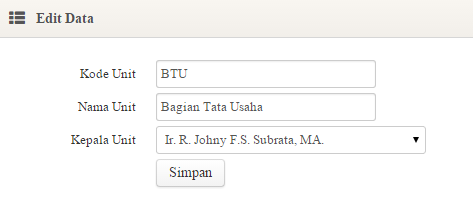 Edit Data
Kode Unit BTU
Nama Unit Bagian Tata Usaha
Kepala Unit Ir. R. Johny F.S. Subrata, MA.
Simpan